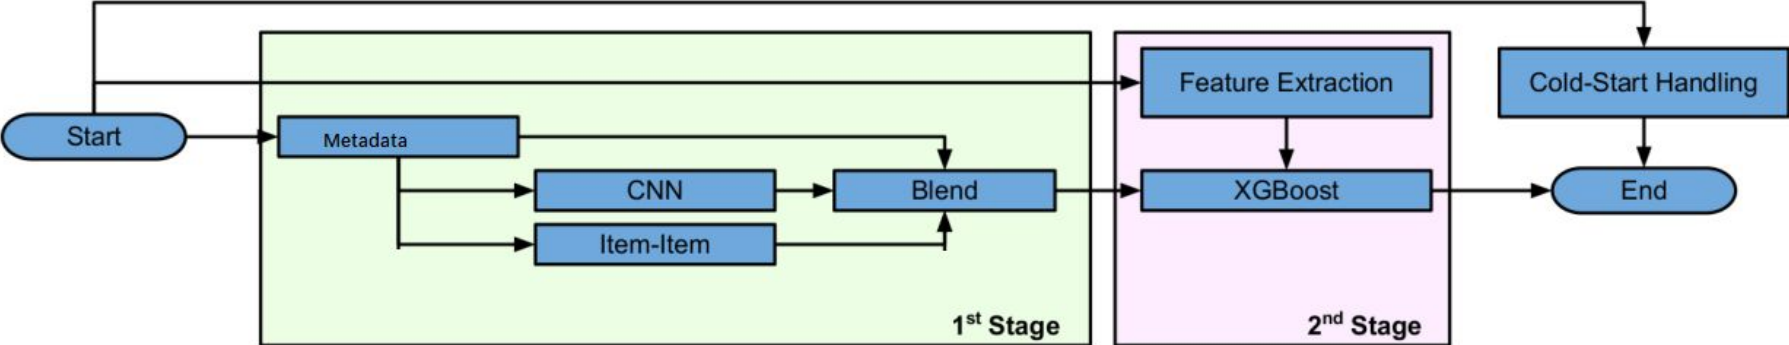 Start
Metadata
CNN
Item-Item
Blend
1st Stage
Feature Extraction
XGBoost
2nd Stage
Cold-Start Handling
End